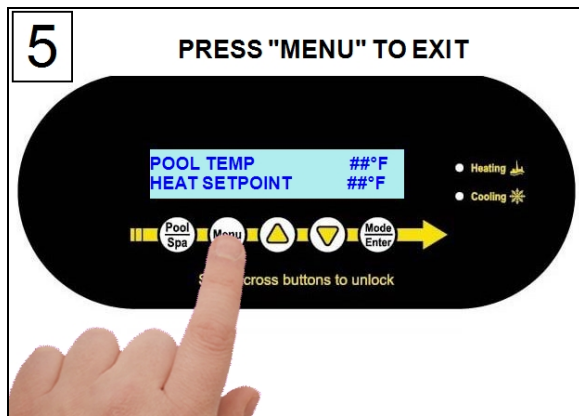 5
PRESS "MENU" TO EXIT
POOL TEMP ##°F
HEAT SETPOINT ##°F
Heating
Cooling
Pool
Spa
Menu
Mode
Enter
cross buttons to unlock